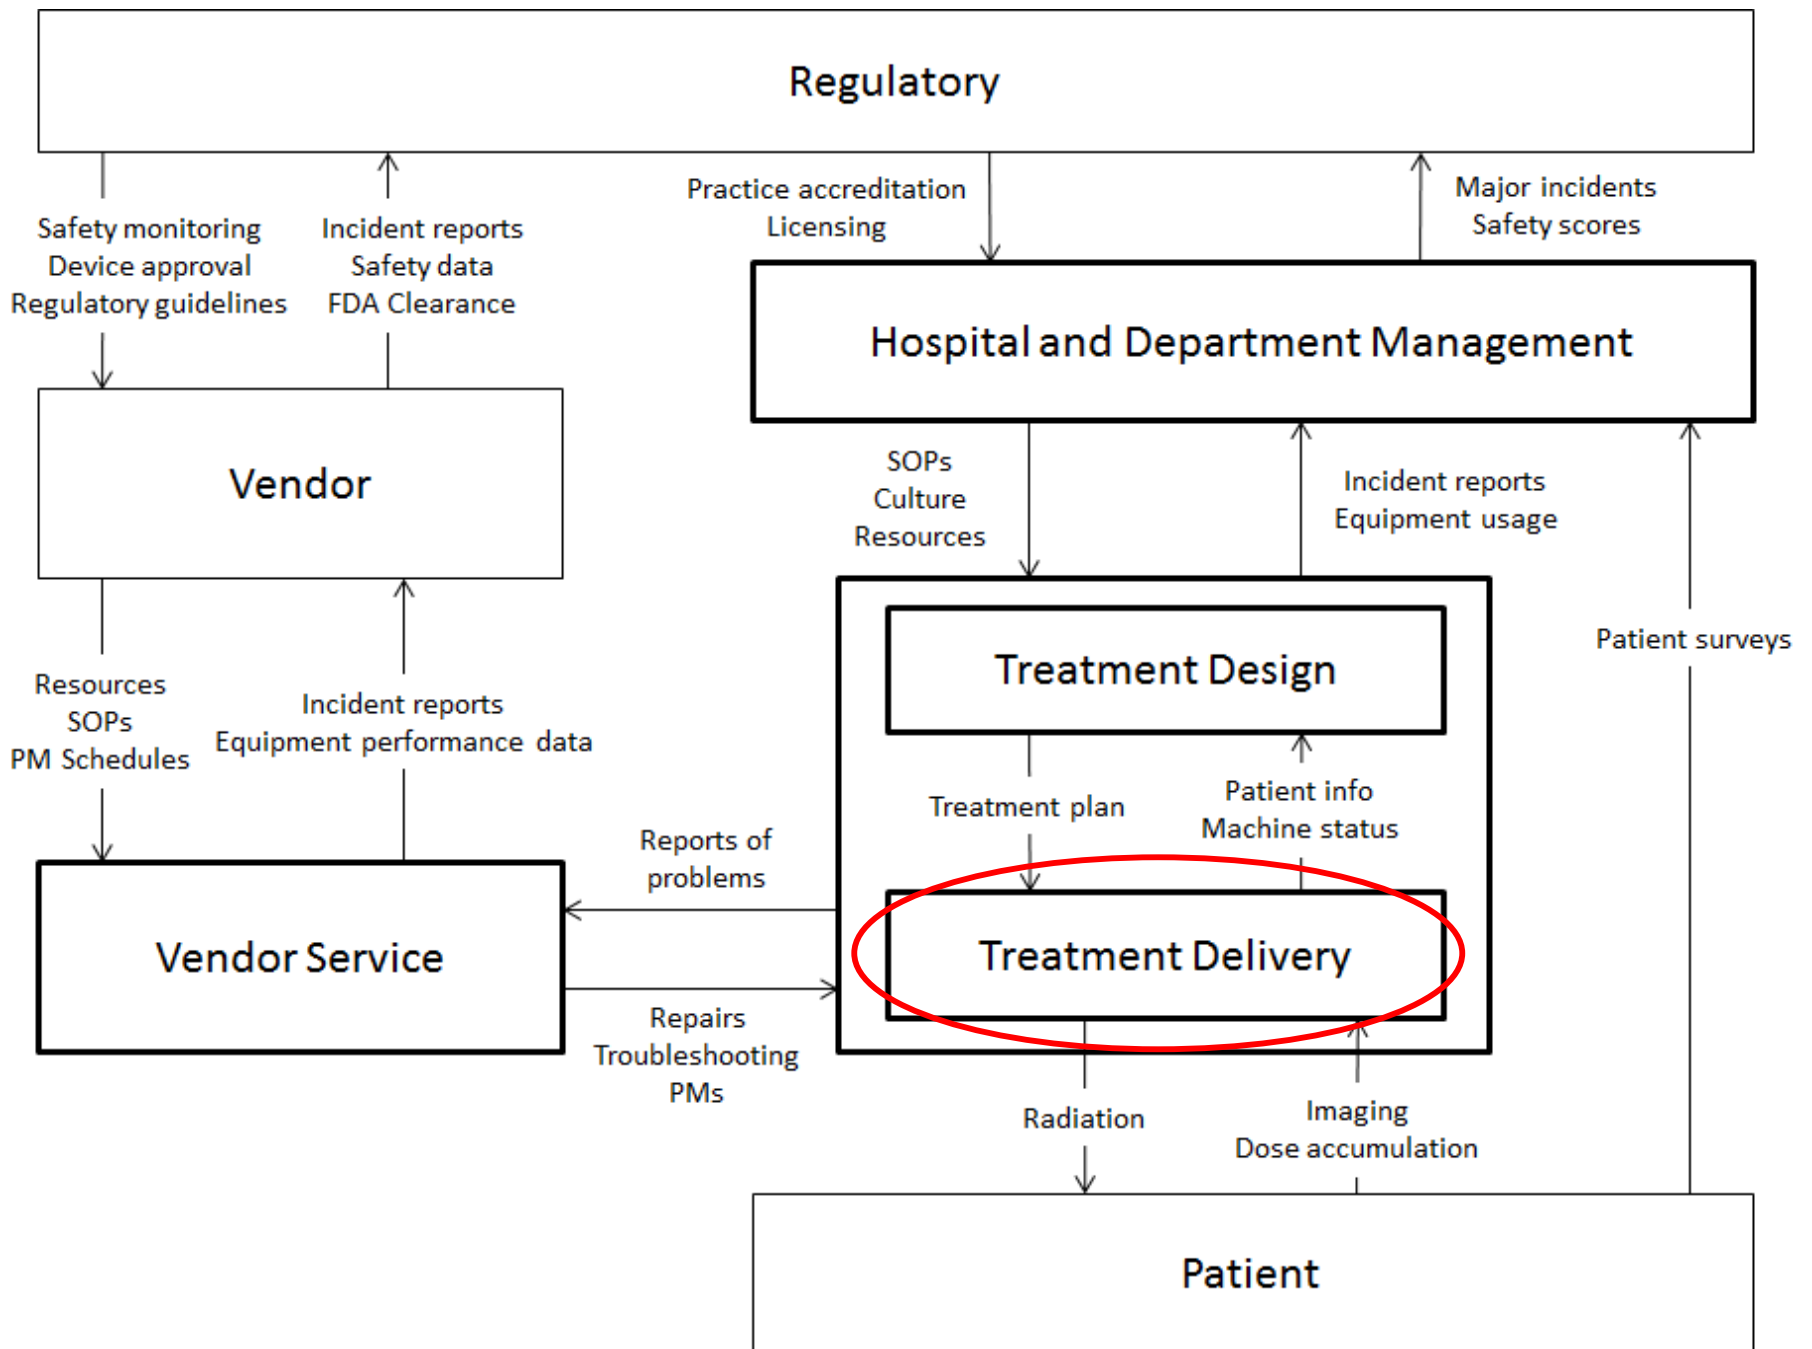 Regulatory
Safety monitoring
Device approval
Regulatory guidelines
Incident reports
Safety data
FDA Clearance
Practice accreditation
Licensing
Major incidents
Safety scores
Hospital and Department Management
Vendor
SOPs
Culture
Resources
Incident reports
Equipment usage
Patient surveys
Resources
SOPs
PM Schedules
Incident reports
Equipment performance data
Treatment Design
Treatment plan
Patient info
Machine status
Reports of
problems
Vendor Service
Treatment Delivery
Repairs
Troubleshooting
PMs
Radiation
Imaging
Dose accumulation
Patient